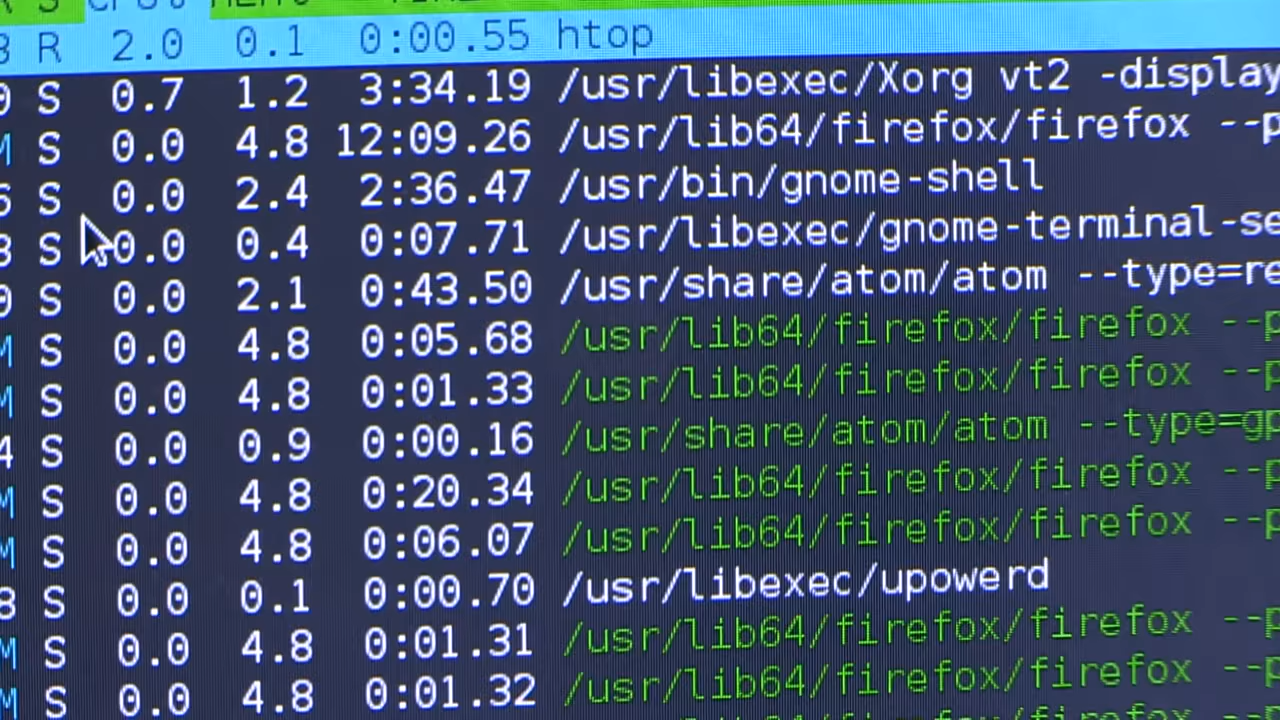 S CPU% MEM%
R 2.0 0.1 0:00.55 htop
S 0.7 1.2 3:34.19 /usr/libexec/Xorg vt2 -display
M S 0.0 4.8 12:09.26 /usr/lib64/firefox/firefox --p
S 0.0 2.4 2:36.47 /usr/bin/gnome-shell
S 0.0 0.4 0:07.71 /usr/libexec/gnome-terminal-se
S 0.0 2.1 0:43.50 /usr/share/atom/atom --type=re
M S 0.0 4.8 0:05.68 /usr/lib64/firefox/firefox --p
M S 0.0 4.8 0:01.33 /usr/lib64/firefox/firefox --p
4 S 0.0 0.9 0:00.16 /usr/share/atom/atom --type=gp
M S 0.0 4.8 0:20.34 /usr/lib64/firefox/firefox --p
M S 0.0 4.8 0:06.07 /usr/lib64/firefox/firefox --p
8 S 0.0 0.1 0:00.70 /usr/libexec/upowerd
M S 0.0 4.8 0:01.31 /usr/lib64/firefox/firefox --p
M S 0.0 4.8 0:01.32 /usr/lib64/firefox/firefox --p